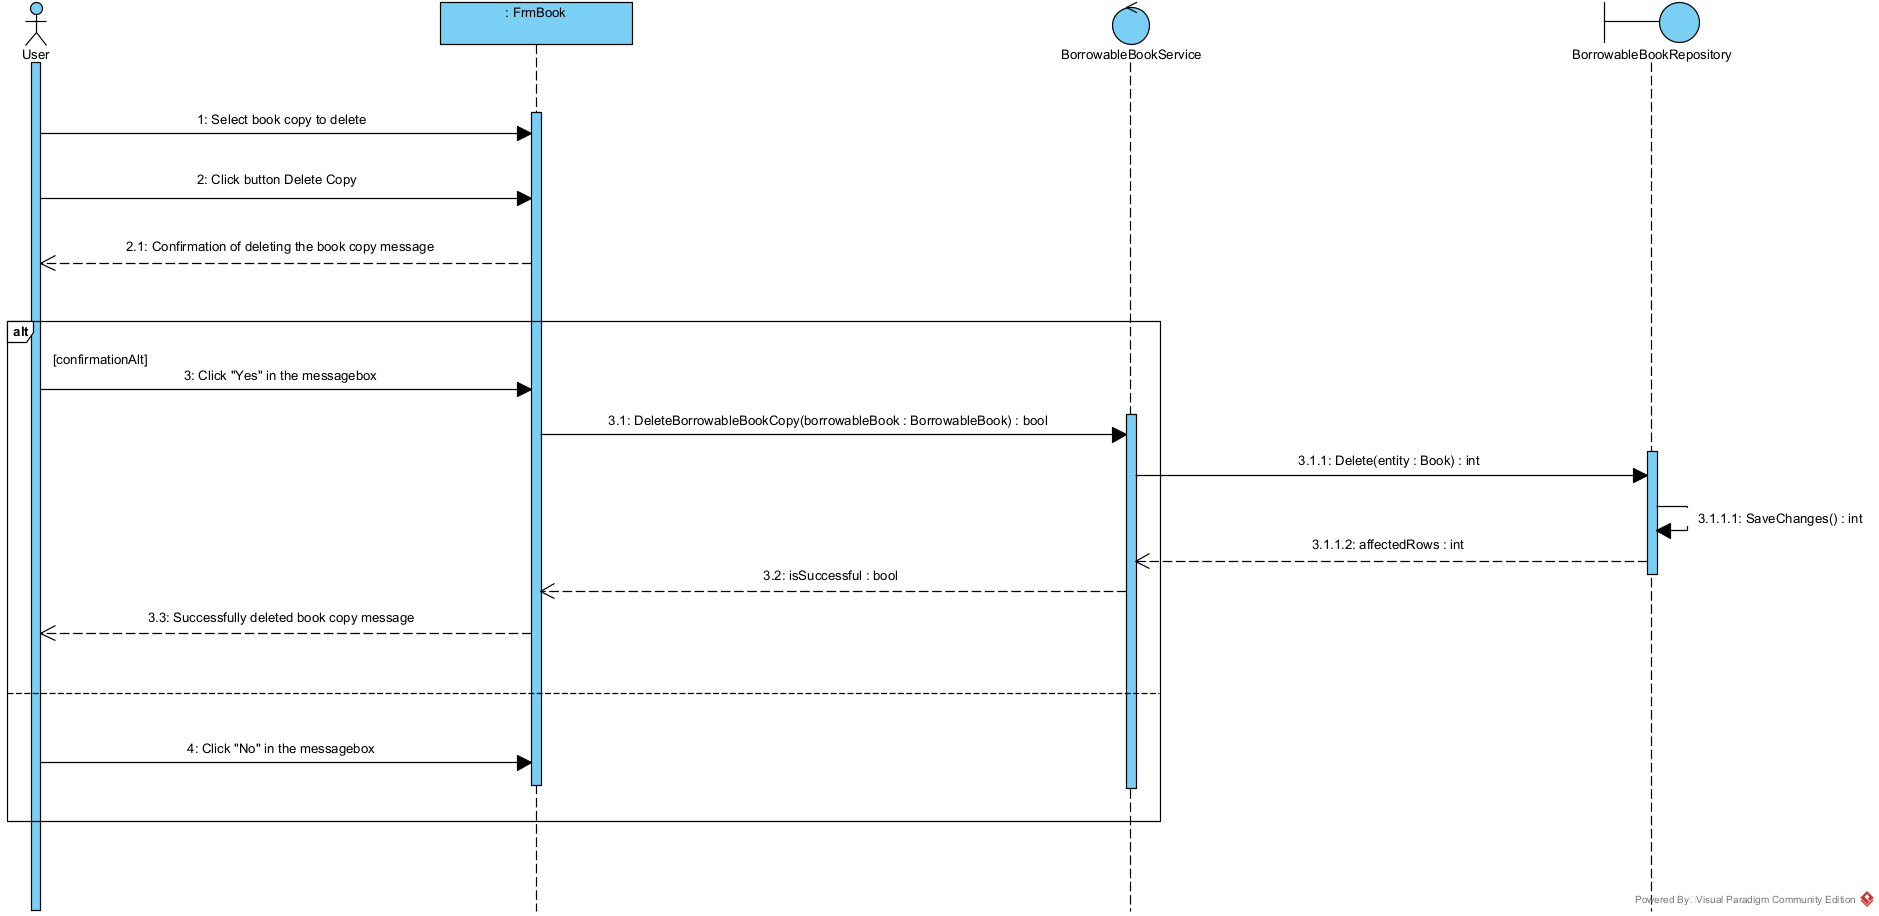 : FrmBook
User
BorrowableBookService
BorrowableBookRepository
1: Select book copy to delete
2: Click button Delete Copy
2.1: Confirmation of deleting the book copy message
alt
[confirmationAlt]
3: Click "Yes" in the messagebox
3.1: DeleteBorrowableBookCopy(borrowableBook : BorrowableBook) : bool
3.1.1: Delete(entity : Book) : int
3.1.1.1: SaveChanges() : int
3.1.1.2: affectedRows : int
3.2: isSuccessful : bool
3.3: Successfully deleted book copy message
4: Click "No" in the messagebox
Powered By Visual Paradigm Community Edition